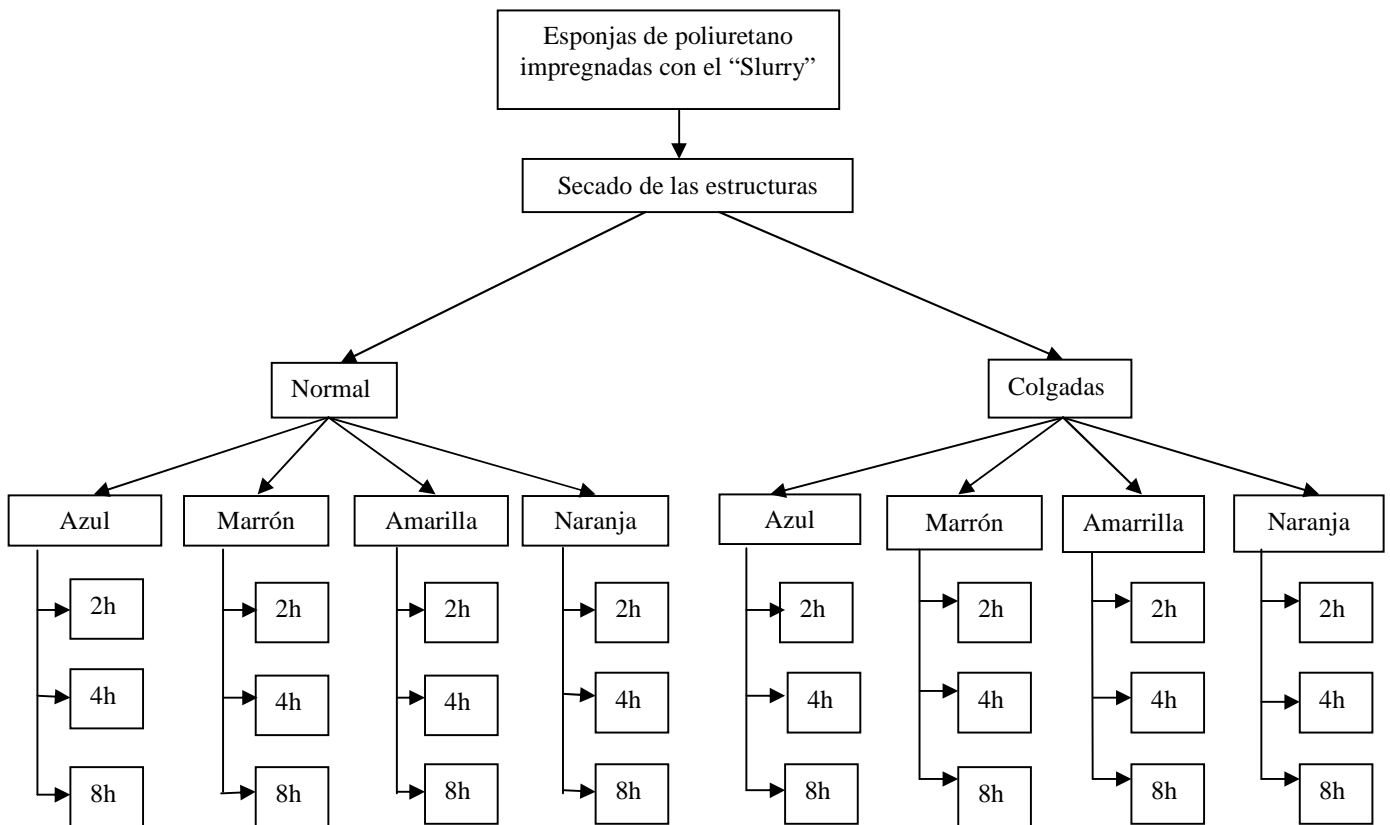 Esponjas de poliuretano
impregnadas con el “Slurry”
Secado de las estructuras
Normal
Colgadas
Azul
Marrón
Amarilla
Naranja
Azul
Marrón
Amarrilla
Naranja
2h
2h
2h
2h
2h
2h
2h
2h
4h
4h
4h
4h
4h
4h
4h
4h
8h
8h
8h
8h
8h
8h
8h
8h